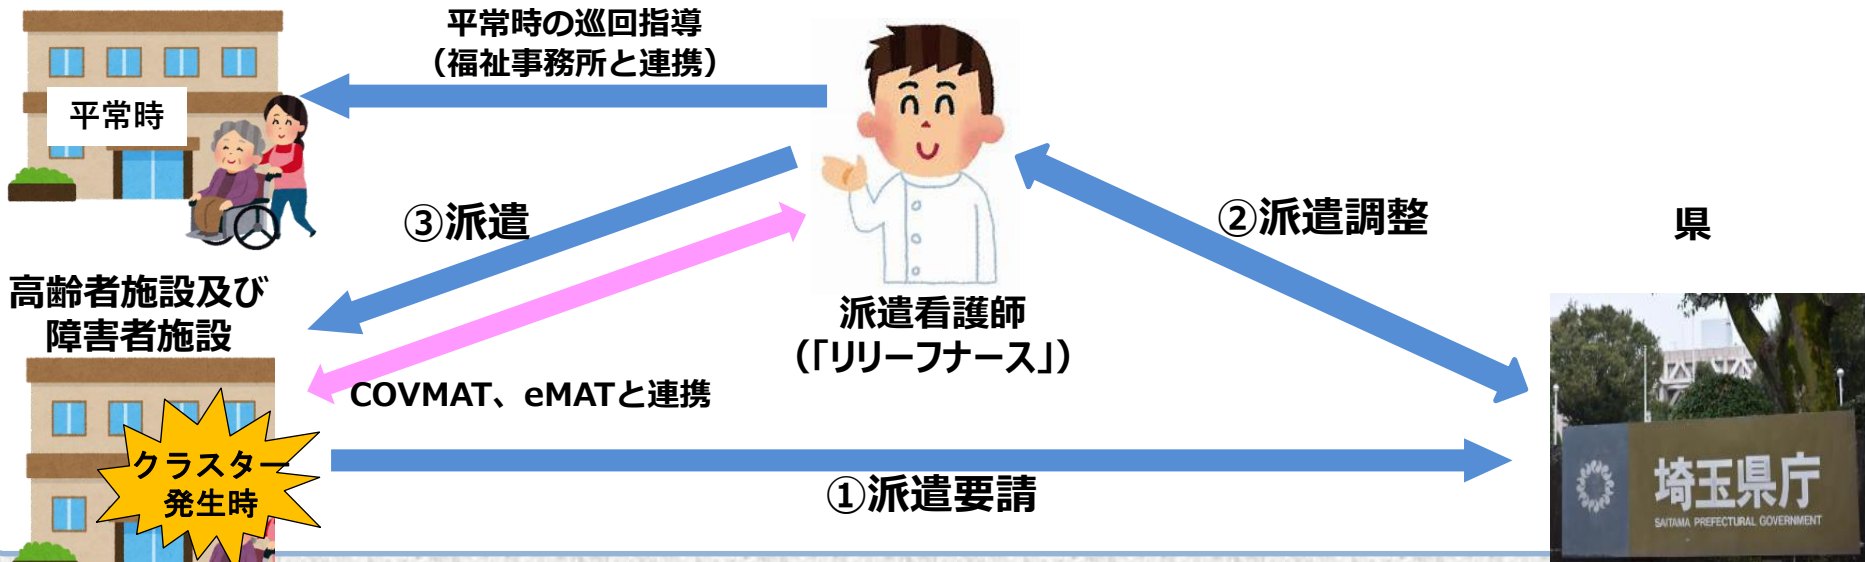 平常時の巡回指導
（福祉事務所と連携）
平常時
③派遣
②派遣調整
県
高齢者施設及び
障害者施設
派遣看護師
（「リリーフナース」）
COVMAT、eMATと連携
クラスター
発生時
①派遣要請
埼玉県庁
SAITAMA PREFECTURAL GOVERNMENT